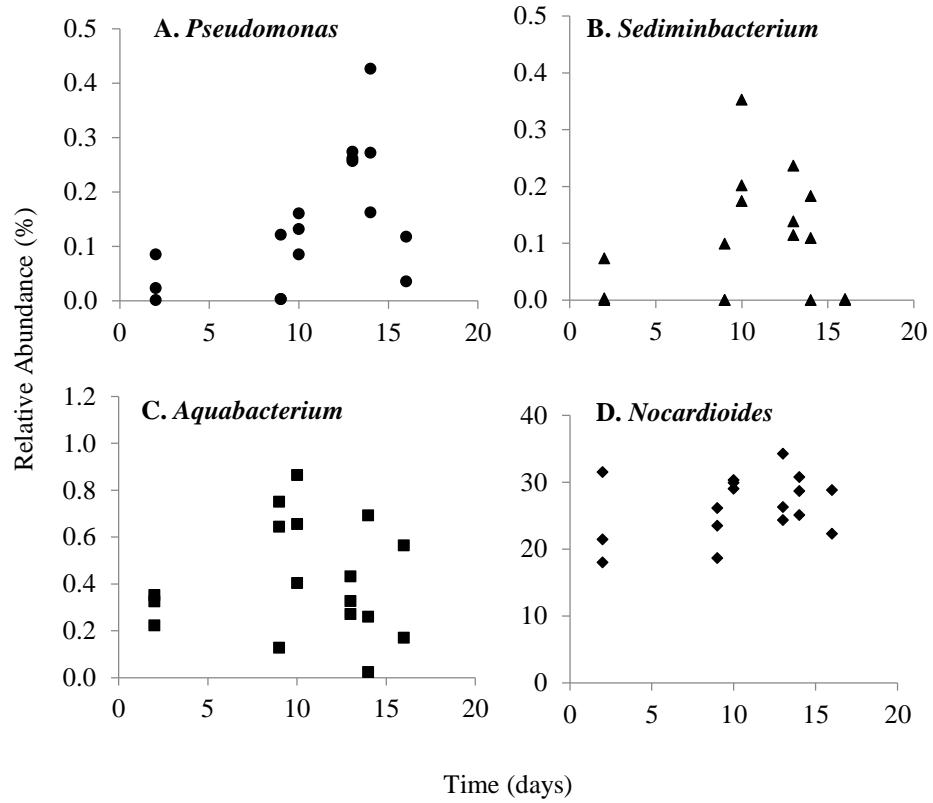 A. Pseudomonas
0.5
0.4
0.3
0.2
0.1
0.0
0 5 10 15 20
B. Sediminbacterium
0.5
0.4
0.3
0.2
0.1
0.0
0 5 10 15 20
Relative Abundance (%)
C. Aquabacterium
1.2
1.0
0.8
0.6
0.4
0.2
0.0
0 5 10 15 20
D. Nocardioides
40
30
20
10
0
0 5 10 15 20
Time (days)